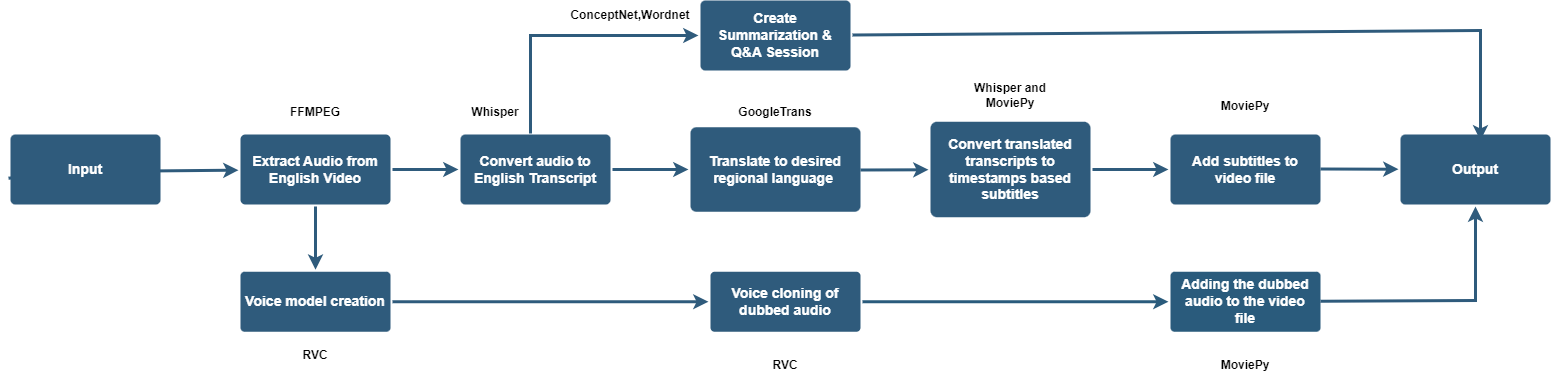 ConceptNet,Wordnet
Create
Summarization &
Q&A Session
FFMPEG
Whisper
GoogleTrans
Whisper and
MoviePy
MoviePy
Input
Extract Audio from
English Video
Convert audio to
English Transcript
Translate to desired
regional language
Convert translated
transcripts to
timestamps based
subtitles
Add subtitles to
video file
Output
Voice model creation
Voice cloning of
dubbed audio
Adding the dubbed
audio to the video
file
RVC
RVC
MoviePy